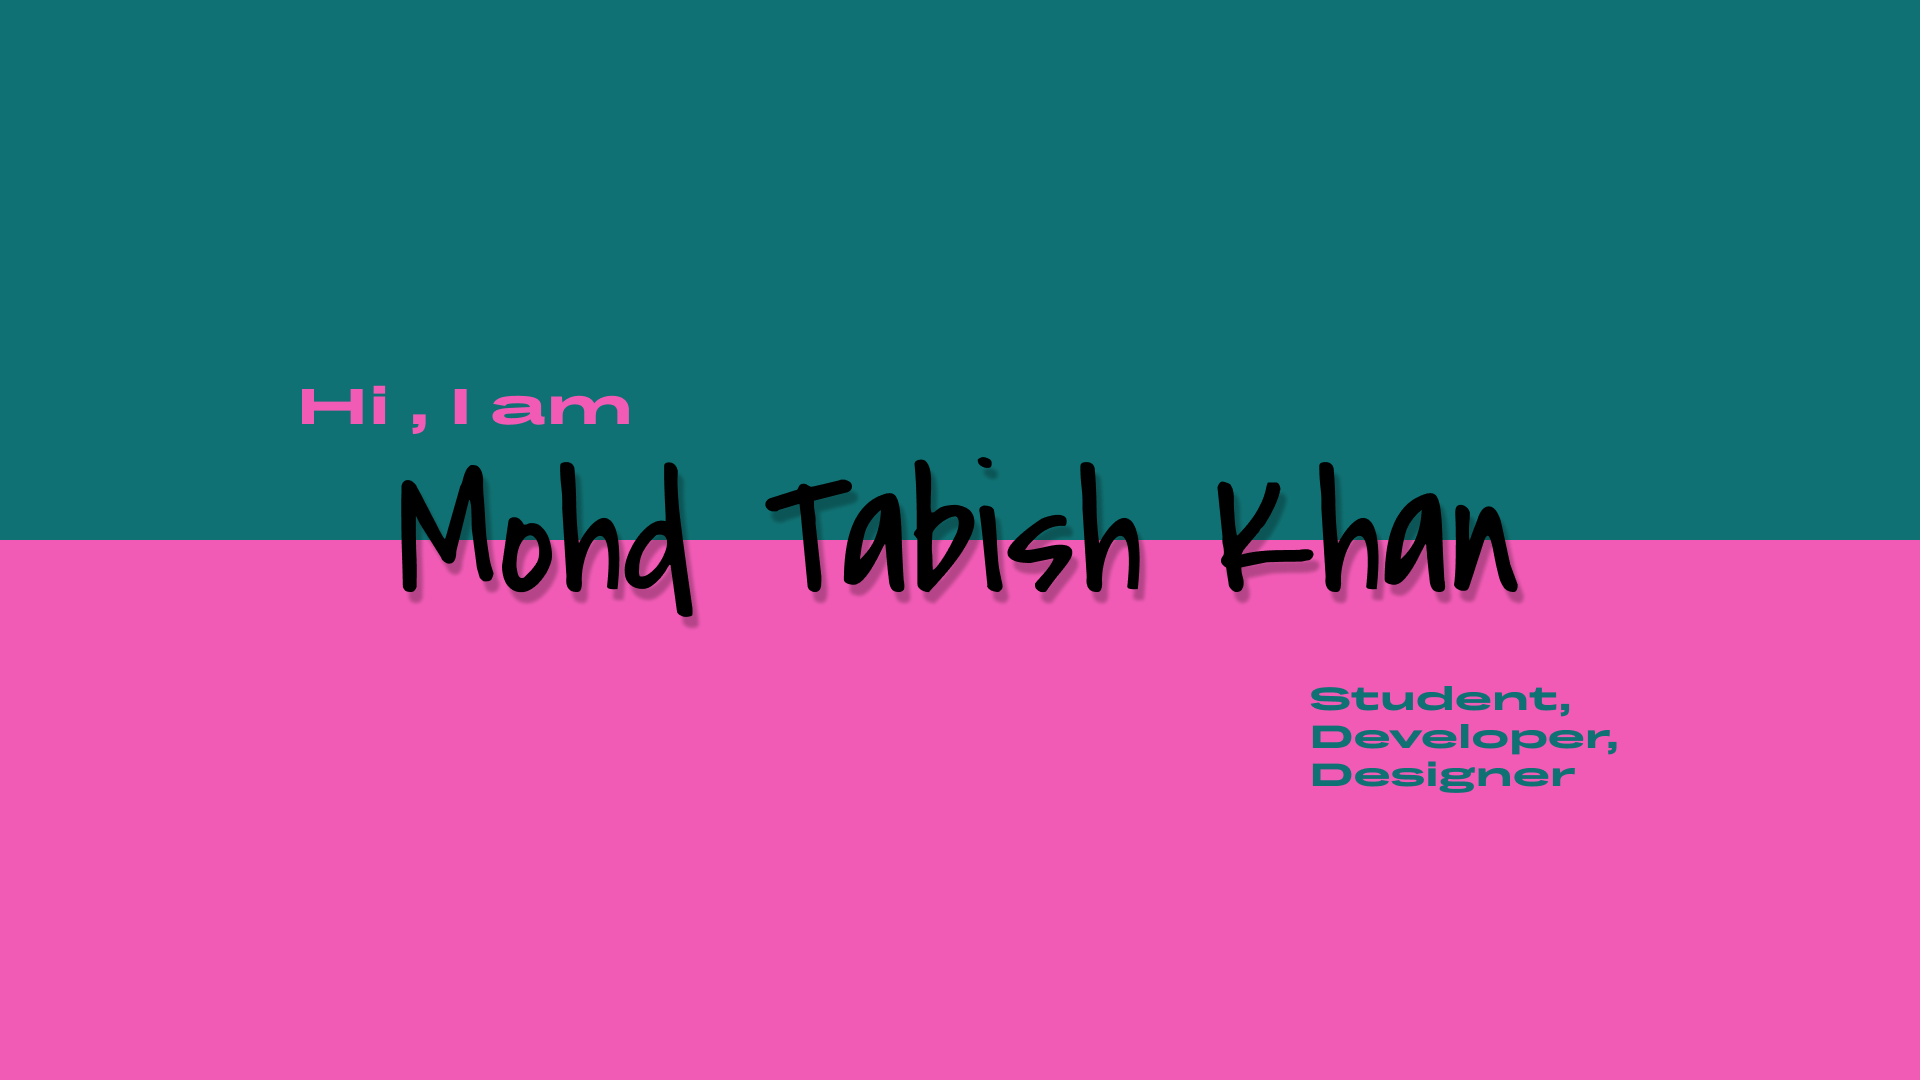 Hi , I am
Mohd Tabish Khan
Student,
Developer,
Designer